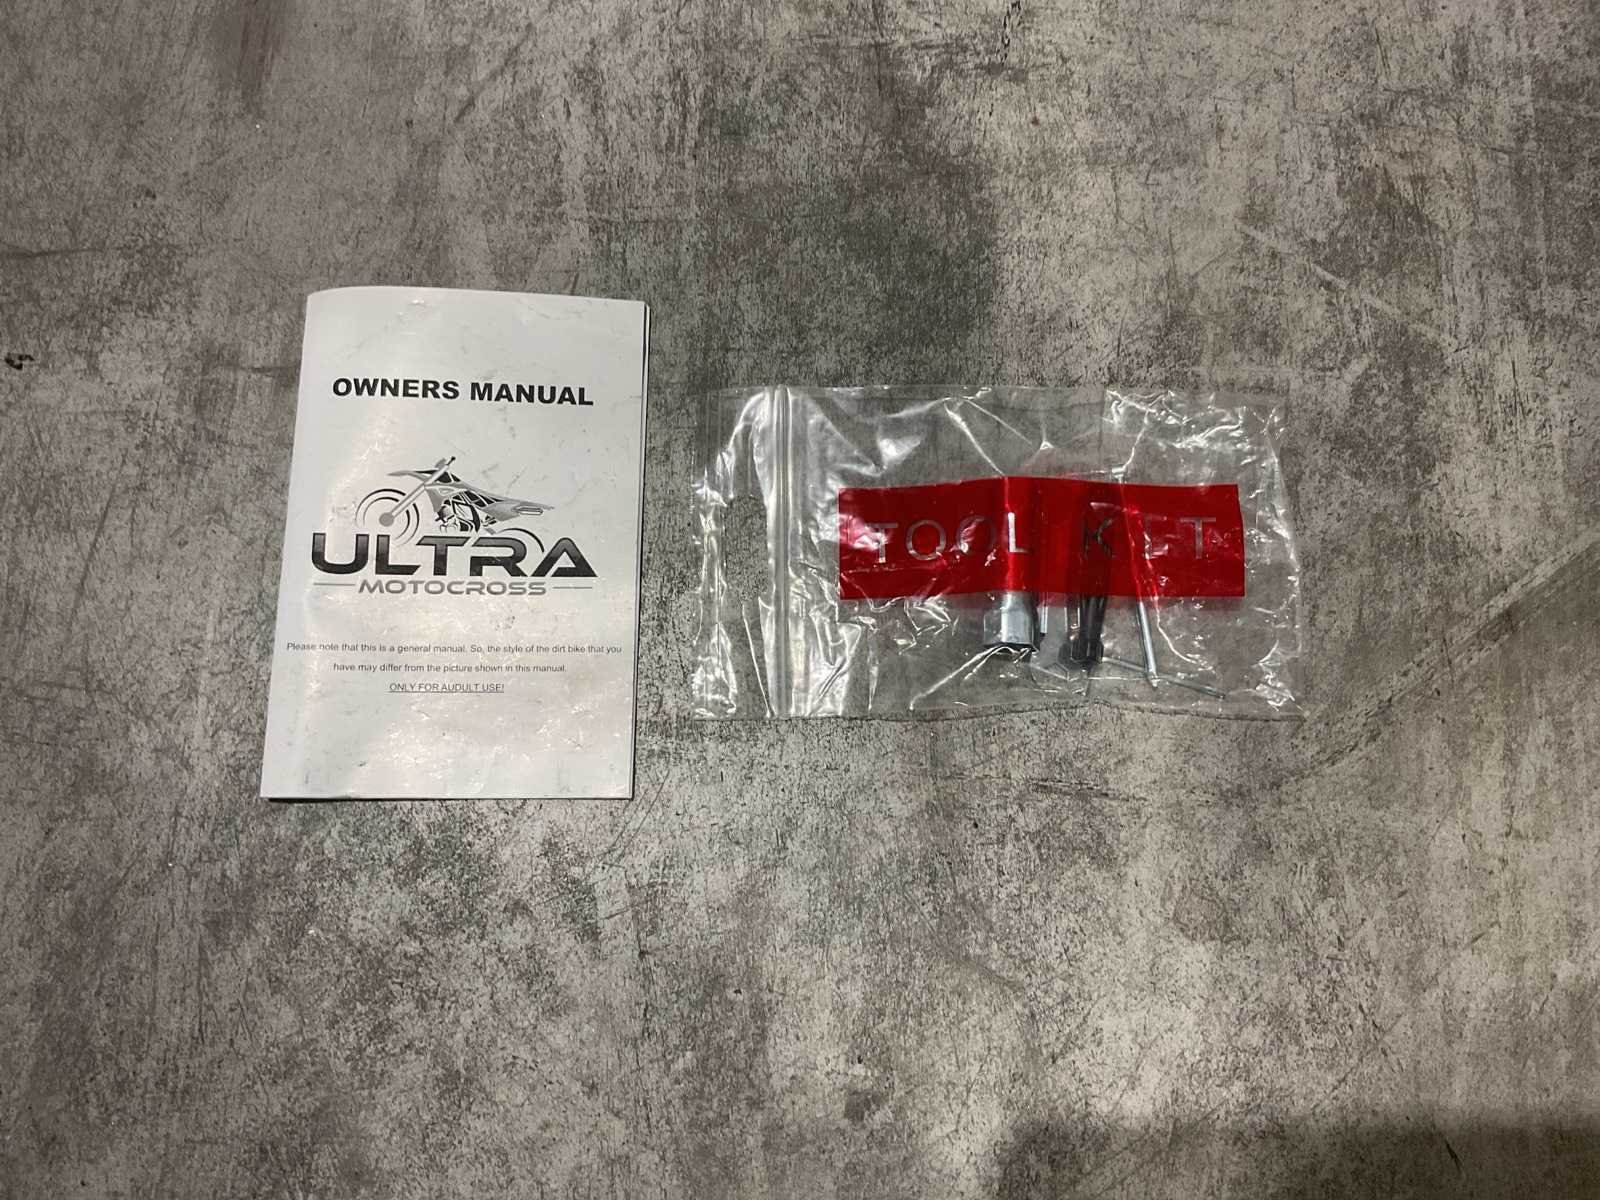 OWNERS MANUAL
ULTRA
MOTOCROSS
Please note that this is a general manual. So, the style of the dirt bike that you
have may differ from the picture shown in this manual.
ONLY FOR AUDULT USE!
TOOL KIT